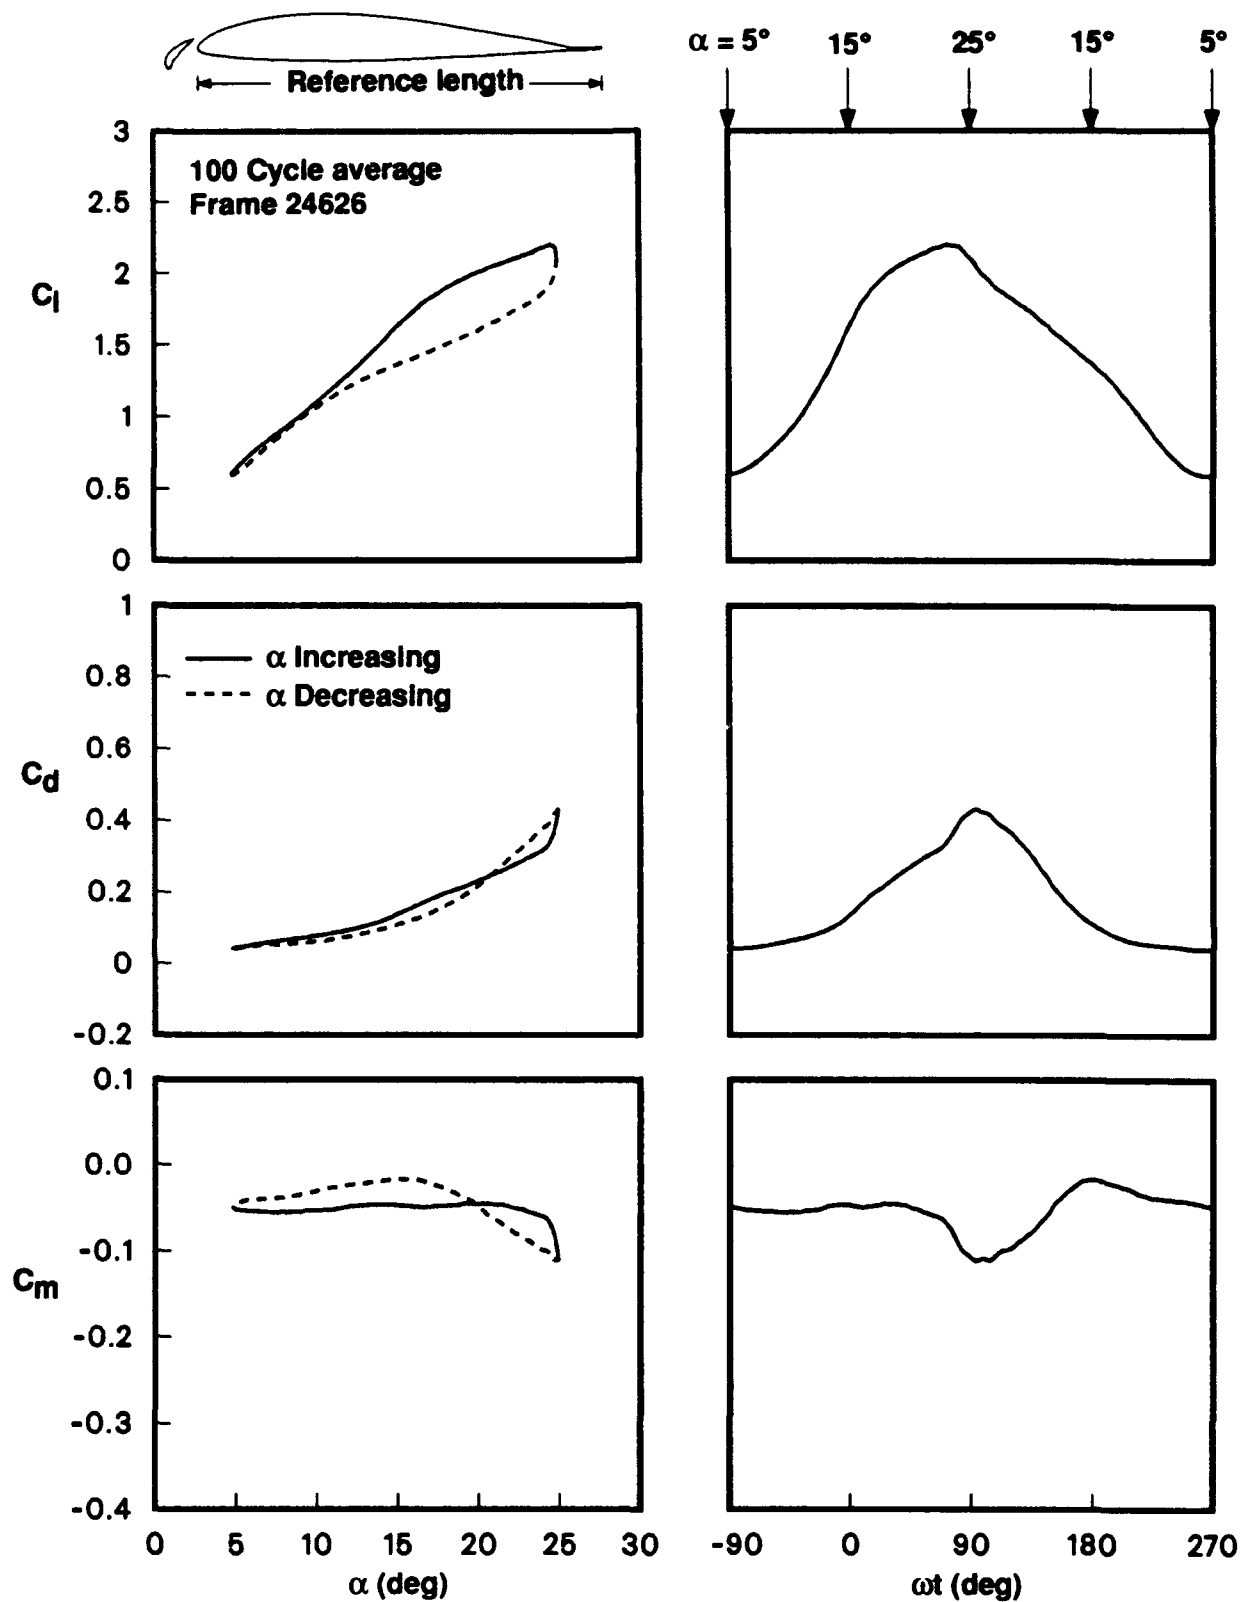 Reference length
α = 5° 15° 25° 15° 5°
100 Cycle average
Frame 24626
3
2.5
2
1.5
1
0.5
0
Cl
α Increasing
α Decreasing
1
0.8
0.6
0.4
0.2
0
-0.2
Cd
0.1
0.0
-0.1
-0.2
-0.3
-0.4
Cm
0 5 10 15 20 25 30
α (deg)
-90 0 90 180 270
ωt (deg)